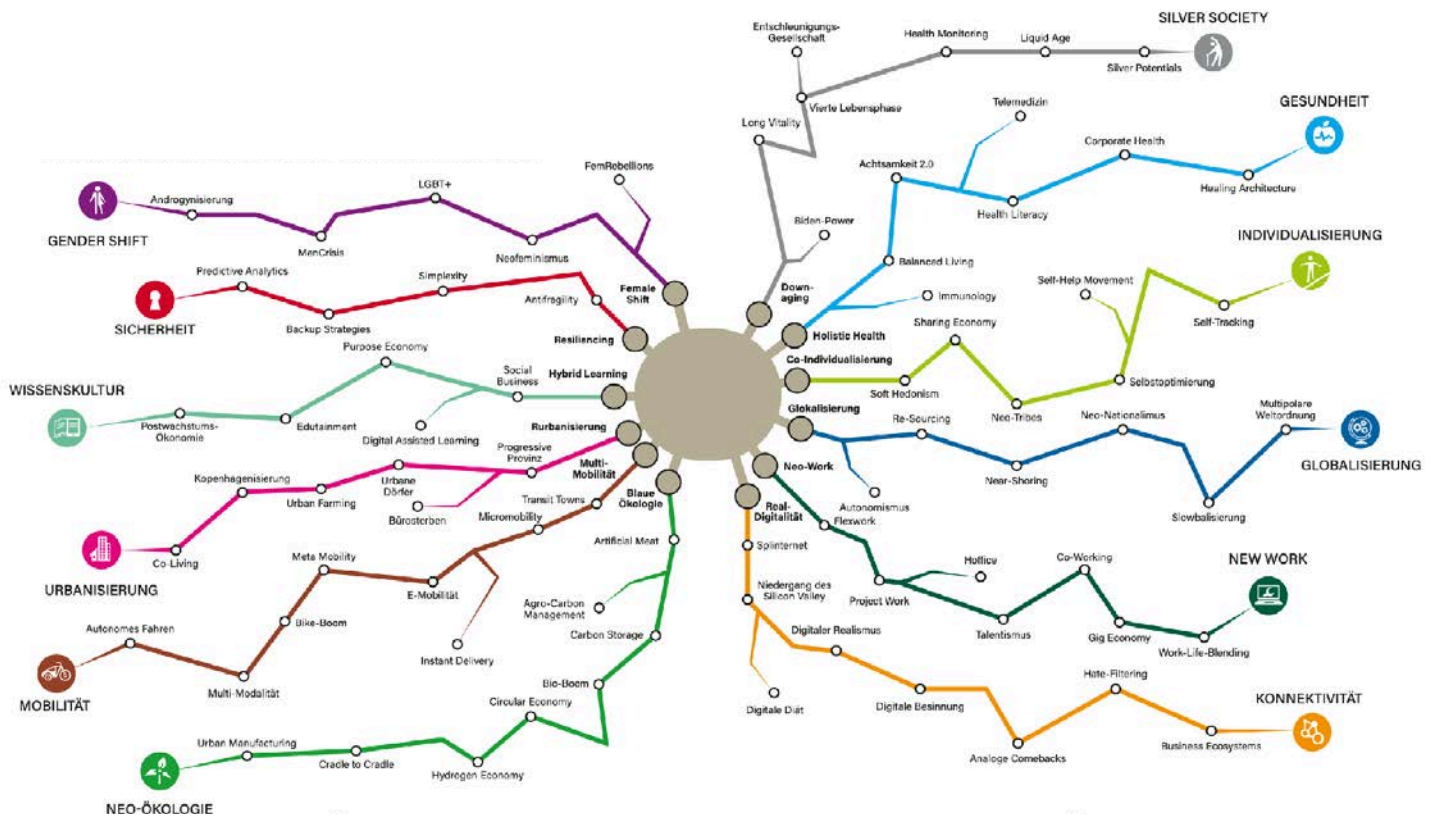 SILVER SOCIETY
Entschleunigungs-
Gesellschaft
Health Monitoring
Liquid Age
Silver Potentials
Vierte Lebensphase
Long Vitality
Biden-Power
Down-
aging
GESUNDHEIT
Telemedizin
Corporate Health
Achtsamkeit 2.0
Healing Architecture
Health Literacy
Balanced Living
Immunology
Holistic Health
INDIVIDUALISIERUNG
Self-Help Movement
Self-Tracking
Sharing Economy
Selbstoptimierung
Soft Hedonism
Neo-Tribes
Co-Individualisierung
GLOBALISIERUNG
Multipolare
Weltordnung
Neo-Nationalimus
Re-Sourcing
Near-Shoring
Slowbalisierung
Autonomismus
Glokalisierung
NEW WORK
Neo-Work
Flexwork
Hoffice
Project Work
Co-Working
Talentismus
Gig Economy
Work-Life-Blending
KONNEKTIVITÄT
Real-
Digitalität
Splinternet
Niedergang des
Silicon Valley
Digitaler Realismus
Digitale Diät
Digitale Besinnung
Hate-Filtering
Analoge Comebacks
Business Ecosystems
GENDER SHIFT
Androgynisierung
MenCrisis
LGBT+
Neofeminismus
FemRebellions
Female
Shift
SICHERHEIT
Predictive Analytics
Backup Strategies
Simplexity
Antifragility
Resiliencing
WISSENSKULTUR
Postwachstums-
Ökonomie
Edutainment
Purpose Economy
Digital Assisted Learning
Social
Business
Hybrid Learning
URBANISIERUNG
Co-Living
Kopenhagenisierung
Urban Farming
Urbane
Dörfer
Bürosterben
Progressive
Provinz
Rurbanisierung
MOBILITÄT
Autonomes Fahren
Multi-Modalität
Bike-Boom
Meta Mobility
E-Mobilität
Instant Delivery
Micromobility
Transit Towns
Multi-
Mobilität
NEO-ÖKOLOGIE
Urban Manufacturing
Cradle to Cradle
Hydrogen Economy
Circular Economy
Bio-Boom
Carbon Storage
Agro-Carbon
Management
Artificial Meat
Blaue
Ökologie